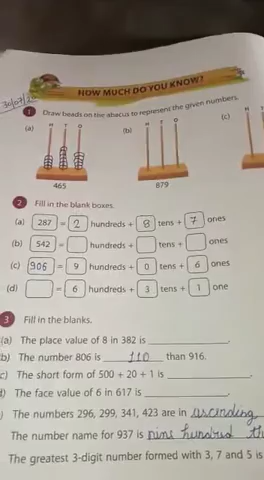 30/07/2
HOW MUCH DO YOU KNOW?
1 Draw beads on the abacus to represent the given numbers.
(a) H T O (b) H T O (c) H T
465 879
2 Fill in the blank boxes.
(a) 287 = 2 hundreds + 8 tens + 7 ones
(b) 542 = hundreds + tens + ones
(c) 906 = 9 hundreds + 0 tens + 6 ones
(d) = 6 hundreds + 3 tens + 1 one
3 Fill in the blanks.
(a) The place value of 8 in 382 is ______.
b) The number 806 is 110 than 916.
c) The short form of 500 + 20 + 1 is ______.
) The face value of 6 in 617 is ______.
) The numbers 296, 299, 341, 423 are in ascending
The number name for 937 is nine hundred th
The greatest 3-digit number formed with 3, 7 and 5 is